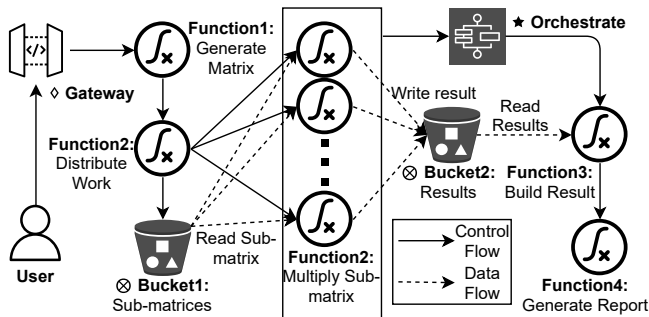 Function1:
Generate
Matrix
◊ Gateway
Function2:
Distribute
Work
User
Read Sub-
matrix
⊗ Bucket1:
Sub-matrices
Function2:
Multiply Sub-
matrix
★ Orchestrate
Write result
Read
Results
⊗ Bucket2:
Results
Function3:
Build Result
Control
Flow
Data
Flow
Function4:
Generate Report